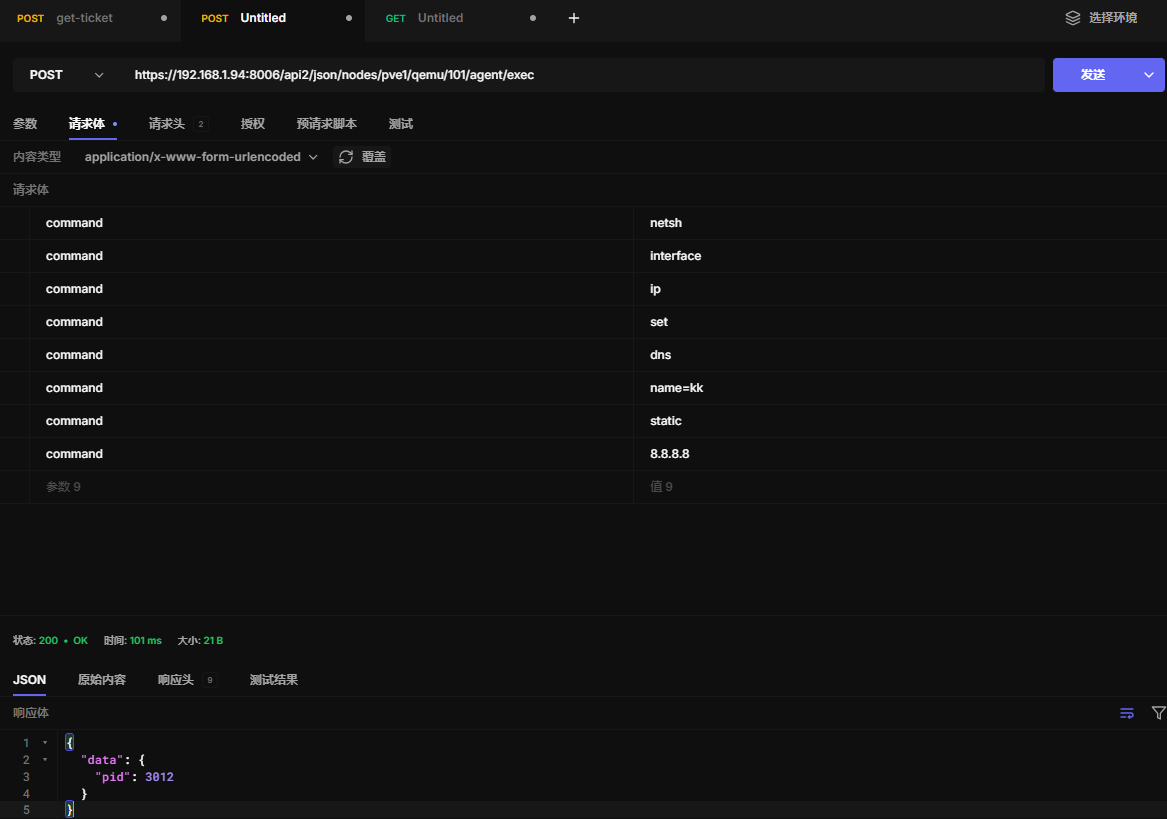 POST get-ticket POST Untitled GET Untitled + 选择环境
POST https://192.168.1.94:8006/api2/json/nodes/pve1/qemu/101/agent/exec 发送
参数 请求体 请求头 2 授权 预请求脚本 测试
内容类型 application/x-www-form-urlencoded 覆盖
请求体
command netsh
command interface
command ip
command set
command dns
command name=kk
command static
command 8.8.8.8
参数 9 值 9
状态: 200 • OK 时间: 101 ms 大小: 21 B
JSON 原始内容 响应头 9 测试结果
响应体
1 {
2 "data": {
3 "pid": 3012
4 }
5 }